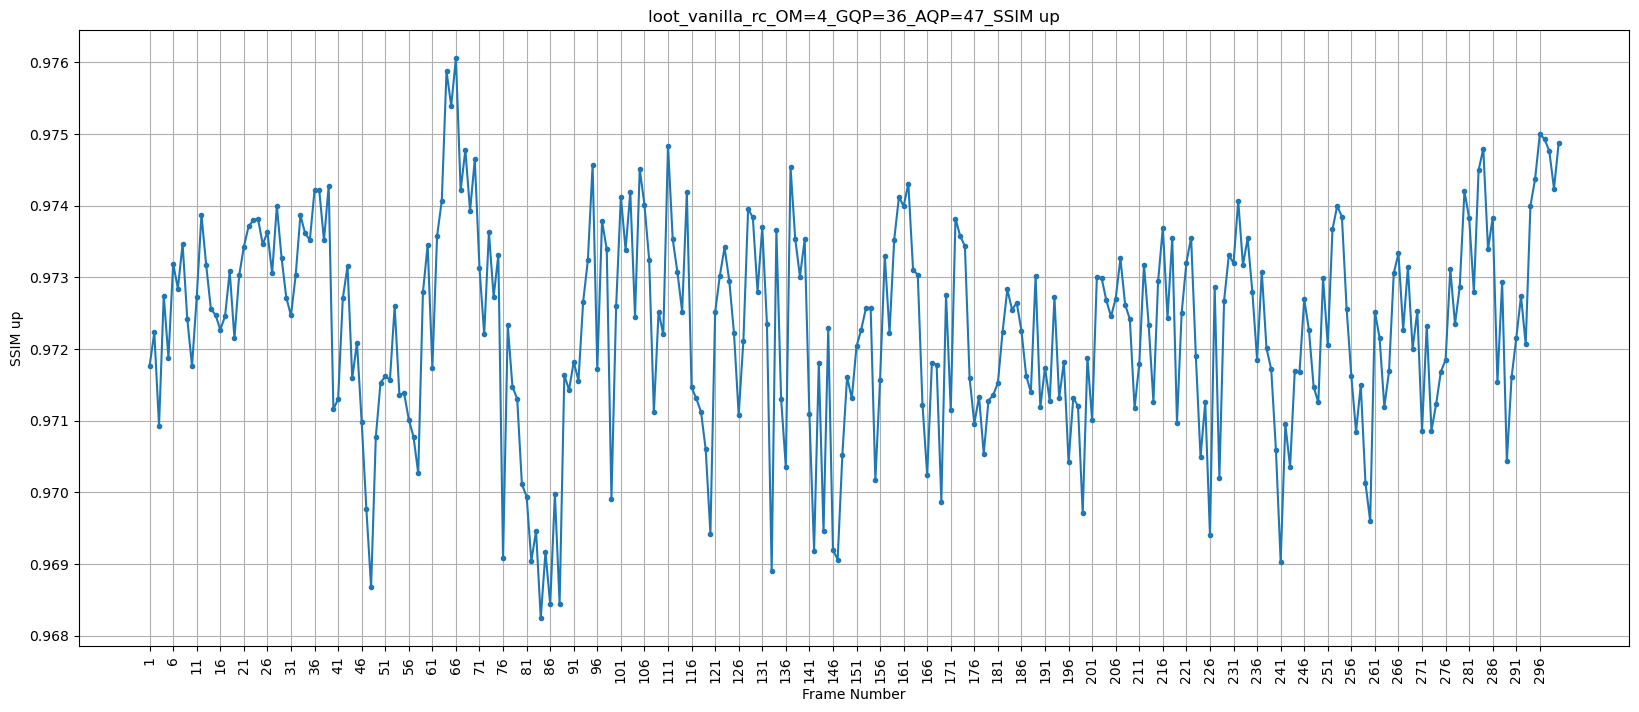 loot_vanilla_rc_OM=4_GQP=36_AQP=47_SSIM up
0.976
0.975
0.974
0.973
0.972
0.971
0.970
0.969
0.968
SSIM up
1 6 11 16 21 26 31 36 41 46 51 56 61 66 71 76 81 86 91 96 101 106 111 116 121 126 131 136 141 146 151 156 161 166 171 176 181 186 191 196 201 206 211 216 221 226 231 236 241 246 251 256 261 266 271 276 281 286 291 296
Frame Number